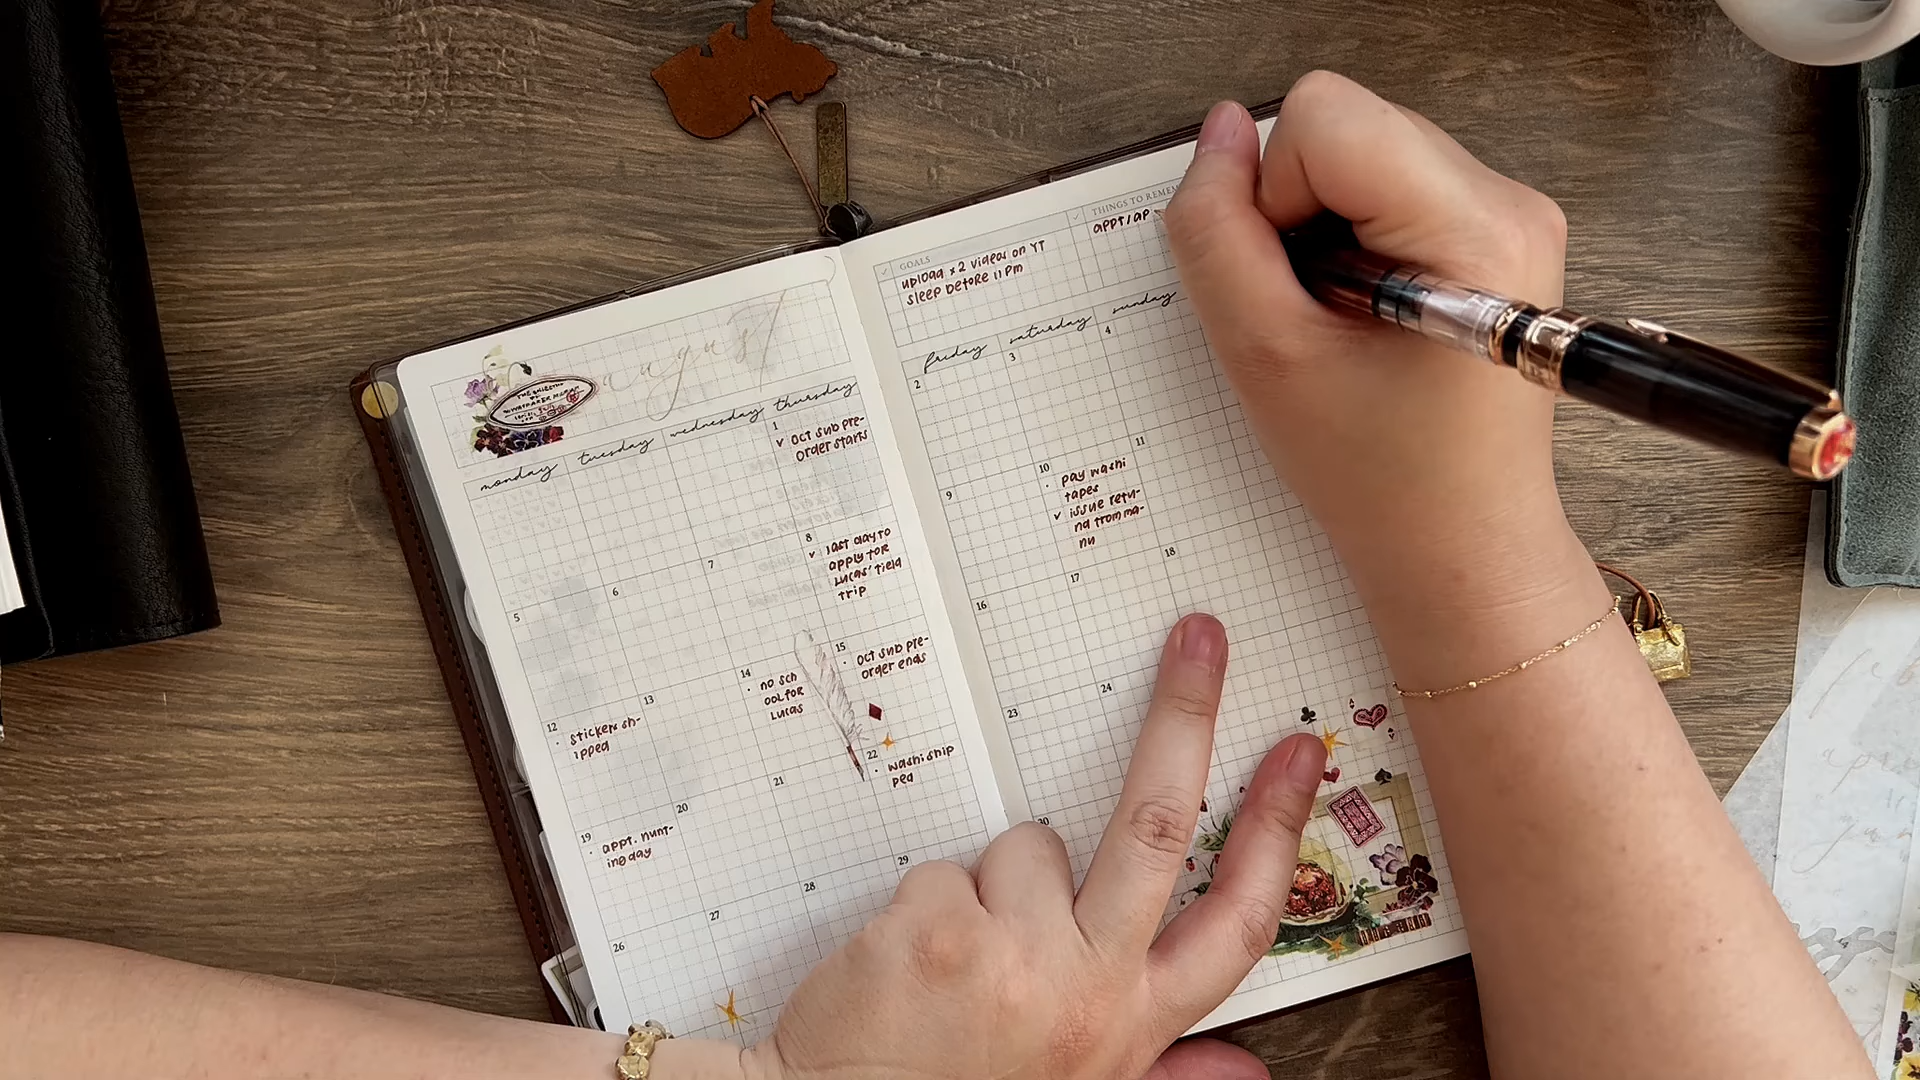 august
monday tuesday wednesday thursday
1
v oct sub pre-
order starts
5
6
7
8
v last day to
apply for
Lucas' field
trip
12
· stickers sh-
ipped
13
14
· no sch
ool for
Lucas
15
· oct sub pre-
order ends
19
· appt. hunt-
ing day
20
21
22
· washi ship
ped
26
27
28
29
GOALS
upload x2 videos on YT
sleep before 11pm
THINGS TO REMEM
appt/ap
friday saturday sunday
2
3
4
9
10
· pay washi
tapes
v issue refu-
nd from ma-
nu
11
16
17
18
23
24
30